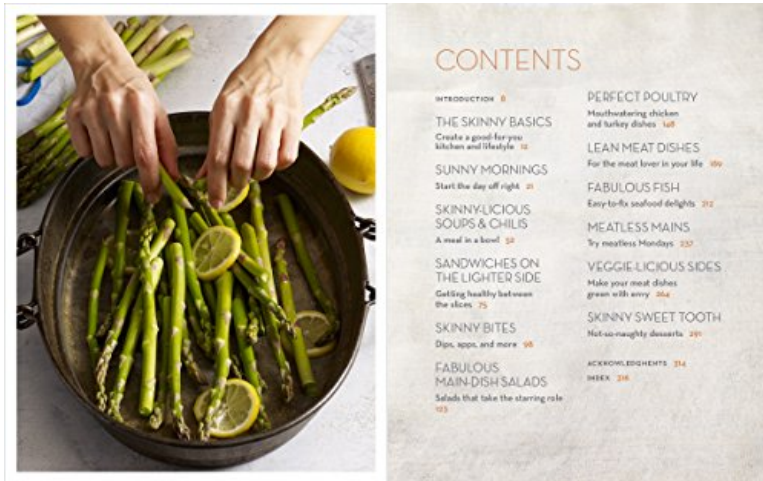 CONTENTS
INTRODUCTION 8
THE SKINNY BASICS
Create a good-for-you
kitchen and lifestyle 12
SUNNY MORNINGS
Start the day off right 21
SKINNY-LICIOUS
SOUPS & CHILIS
A meal in a bowl! 52
SANDWICHES ON
THE LIGHTER SIDE
Getting healthy between
the slices 75
SKINNY BITES
Dips, apps, and more 98
FABULOUS
MAIN-DISH SALADS
Salads that take the starring role
123
PERFECT POULTRY
Mouthwatering chicken
and turkey dishes 148
LEAN MEAT DISHES
For the meat lover in your life 189
FABULOUS FISH
Easy-to-fix seafood delights 212
MEATLESS MAINS
Try meatless Mondays 237
VEGGIE-LICIOUS SIDES
Make your meat dishes
green with envy 264
SKINNY SWEET TOOTH
Not-so-naughty desserts 291
ACKNOWLEDGMENTS 314
INDEX 316